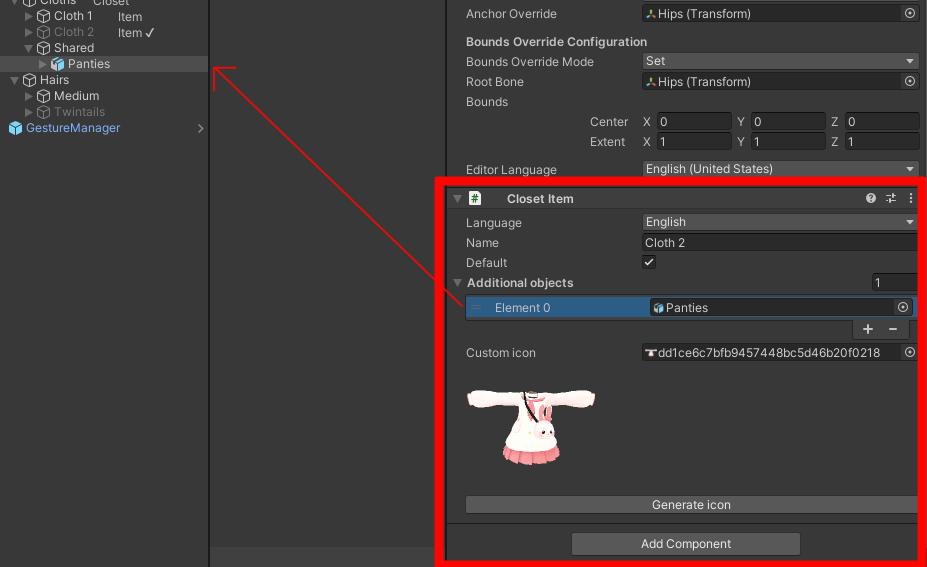 Cloths Closet
Cloth 1 Item
Cloth 2 Item ✓
Shared
Panties
Hairs
Medium
Twintails
GestureManager
Anchor Override Hips (Transform)
Bounds Override Configuration
Bounds Override Mode Set
Root Bone Hips (Transform)
Bounds
Center X 0 Y 0 Z 0
Extent X 1 Y 1 Z 1
Editor Language English (United States)
# Closet Item
Language English
Name Cloth 2
Default
Additional objects 1
Element 0 Panties
+ −
Custom icon dd1ce6c7bfb9457448bc5d46b20f0218
Generate icon
Add Component